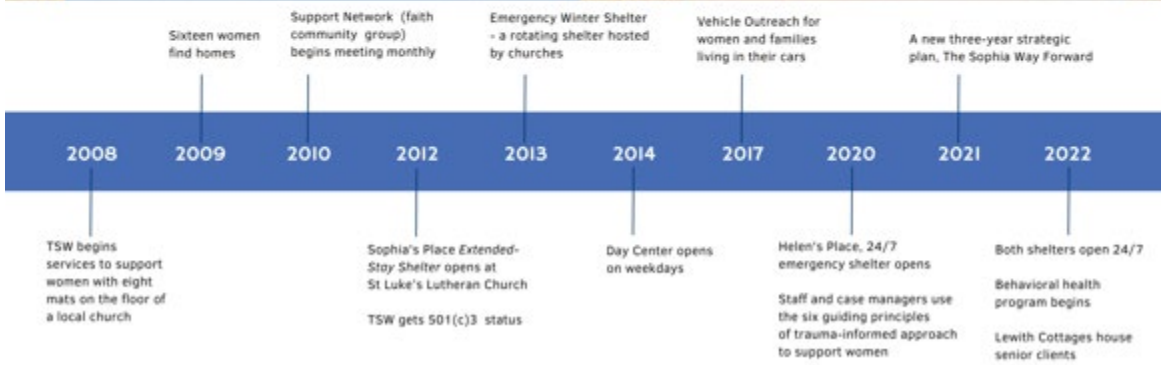 Sixteen women
find homes
Support Network (faith
community group)
begins meeting monthly
Emergency Winter Shelter
- a rotating shelter hosted
by churches
Vehicle Outreach for
women and families
living in their cars
A new three-year strategic
plan, The Sophia Way Forward
2008 2009 2010 2012 2013 2014 2017 2020 2021 2022
TSW begins
services to support
women with eight
mats on the floor of
a local church
Sophia's Place Extended-
Stay Shelter opens at
St Luke's Lutheran Church
TSW gets 501(c)3 status
Day Center opens
on weekdays
Helen's Place, 24/7
emergency shelter opens
Staff and case managers use
the six guiding principles
of trauma-informed approach
to support women
Both shelters open 24/7
Behavioral health
program begins
Lewith Cottages house
senior clients